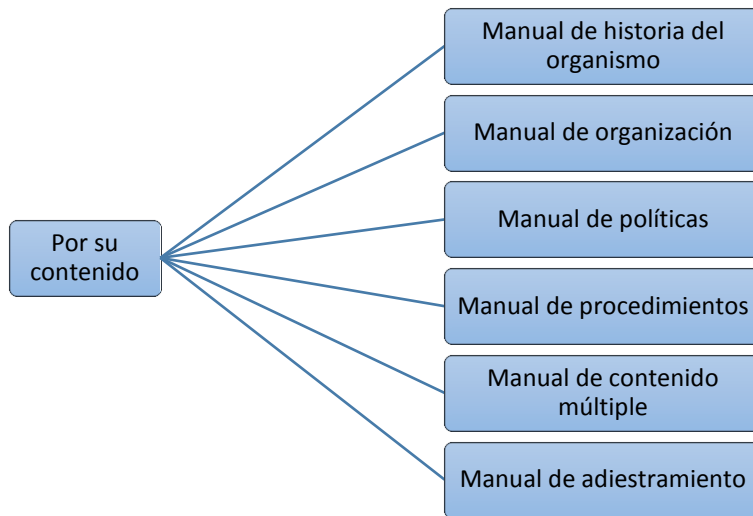 Manual de historia del
organismo
Manual de organización
Manual de políticas
Por su
contenido
Manual de procedimientos
Manual de contenido
múltiple
Manual de adiestramiento